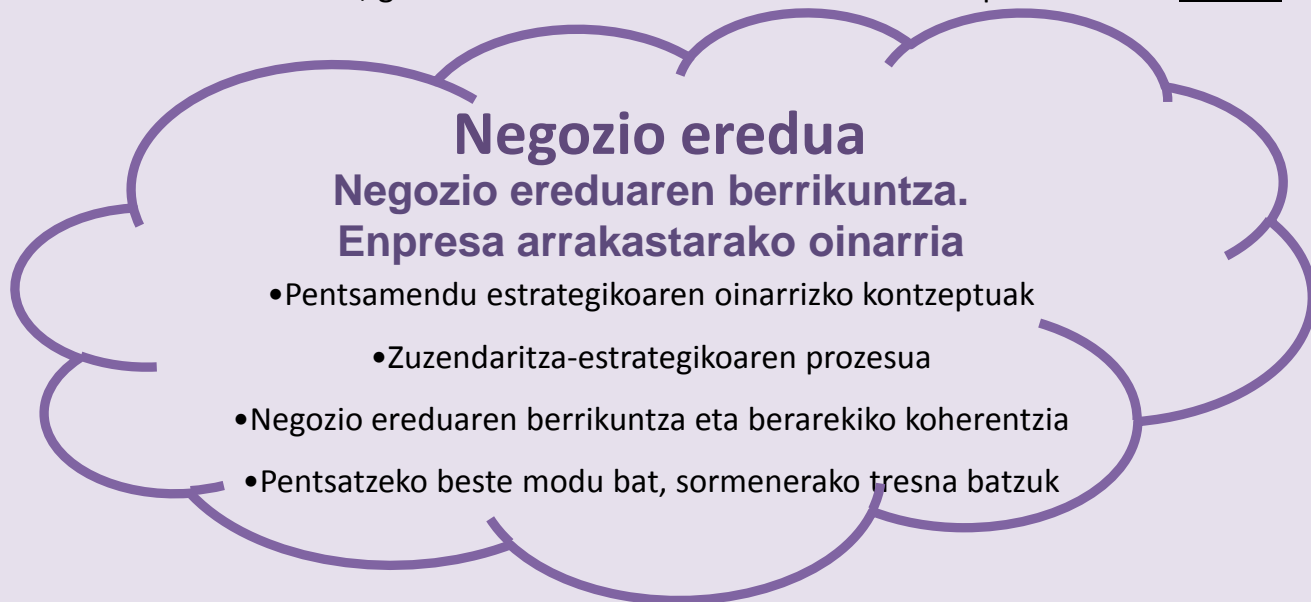 Negozio eredua
Negozio ereduaren berrikuntza.
Enpresa arrakastarako oinarria
•Pentsamendu estrategikoaren oinarrizko kontzeptuak
•Zuzendaritza-estrategikoaren prozesua
•Negozio ereduaren berrikuntza eta berarekiko koherentzia
•Pentsatzeko beste modu bat, sormenerako tresna batzuk